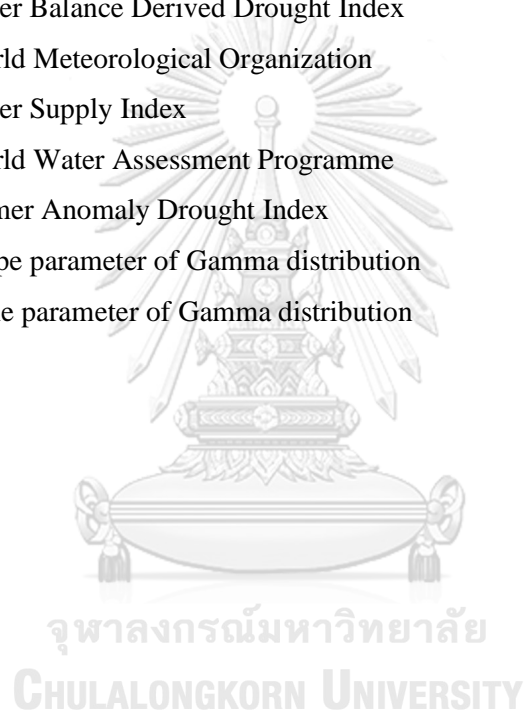 er Balance Derived Drought Index
rld Meteorological Organization
er Supply Index
rld Water Assessment Programme
mer Anomaly Drought Index
pe parameter of Gamma distribution
e parameter of Gamma distribution
จุฬาลงกรณ์มหาวิทยาลัย
CHULALONGKORN UNIVERSITY